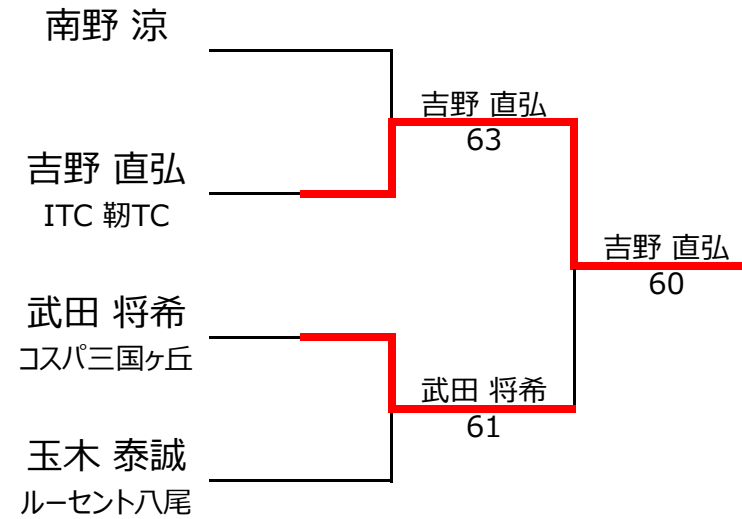 南野 涼
吉野 直弘
63
吉野 直弘
ITC 靭TC
吉野 直弘
60
武田 将希
コスパ三国ヶ丘
武田 将希
61
玉木 泰誠
ルーセント八尾